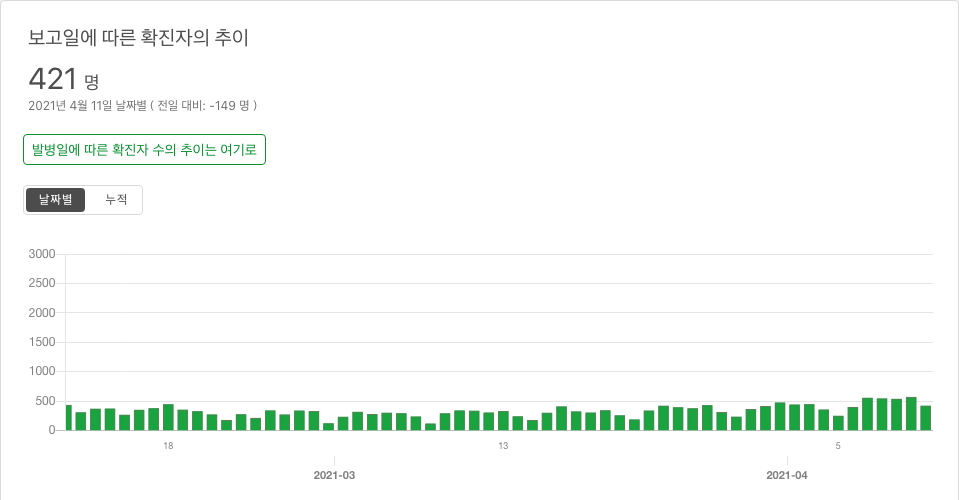 보고일에 따른 확진자의 추이
421 명
2021년 4월 11일 날짜별 ( 전일 대비: -149 명 )
발병일에 따른 확진자 수의 추이는 여기로
날짜별 누적
3000
2500
2000
1500
1000
500
0
18 13 5
2021-03 2021-04